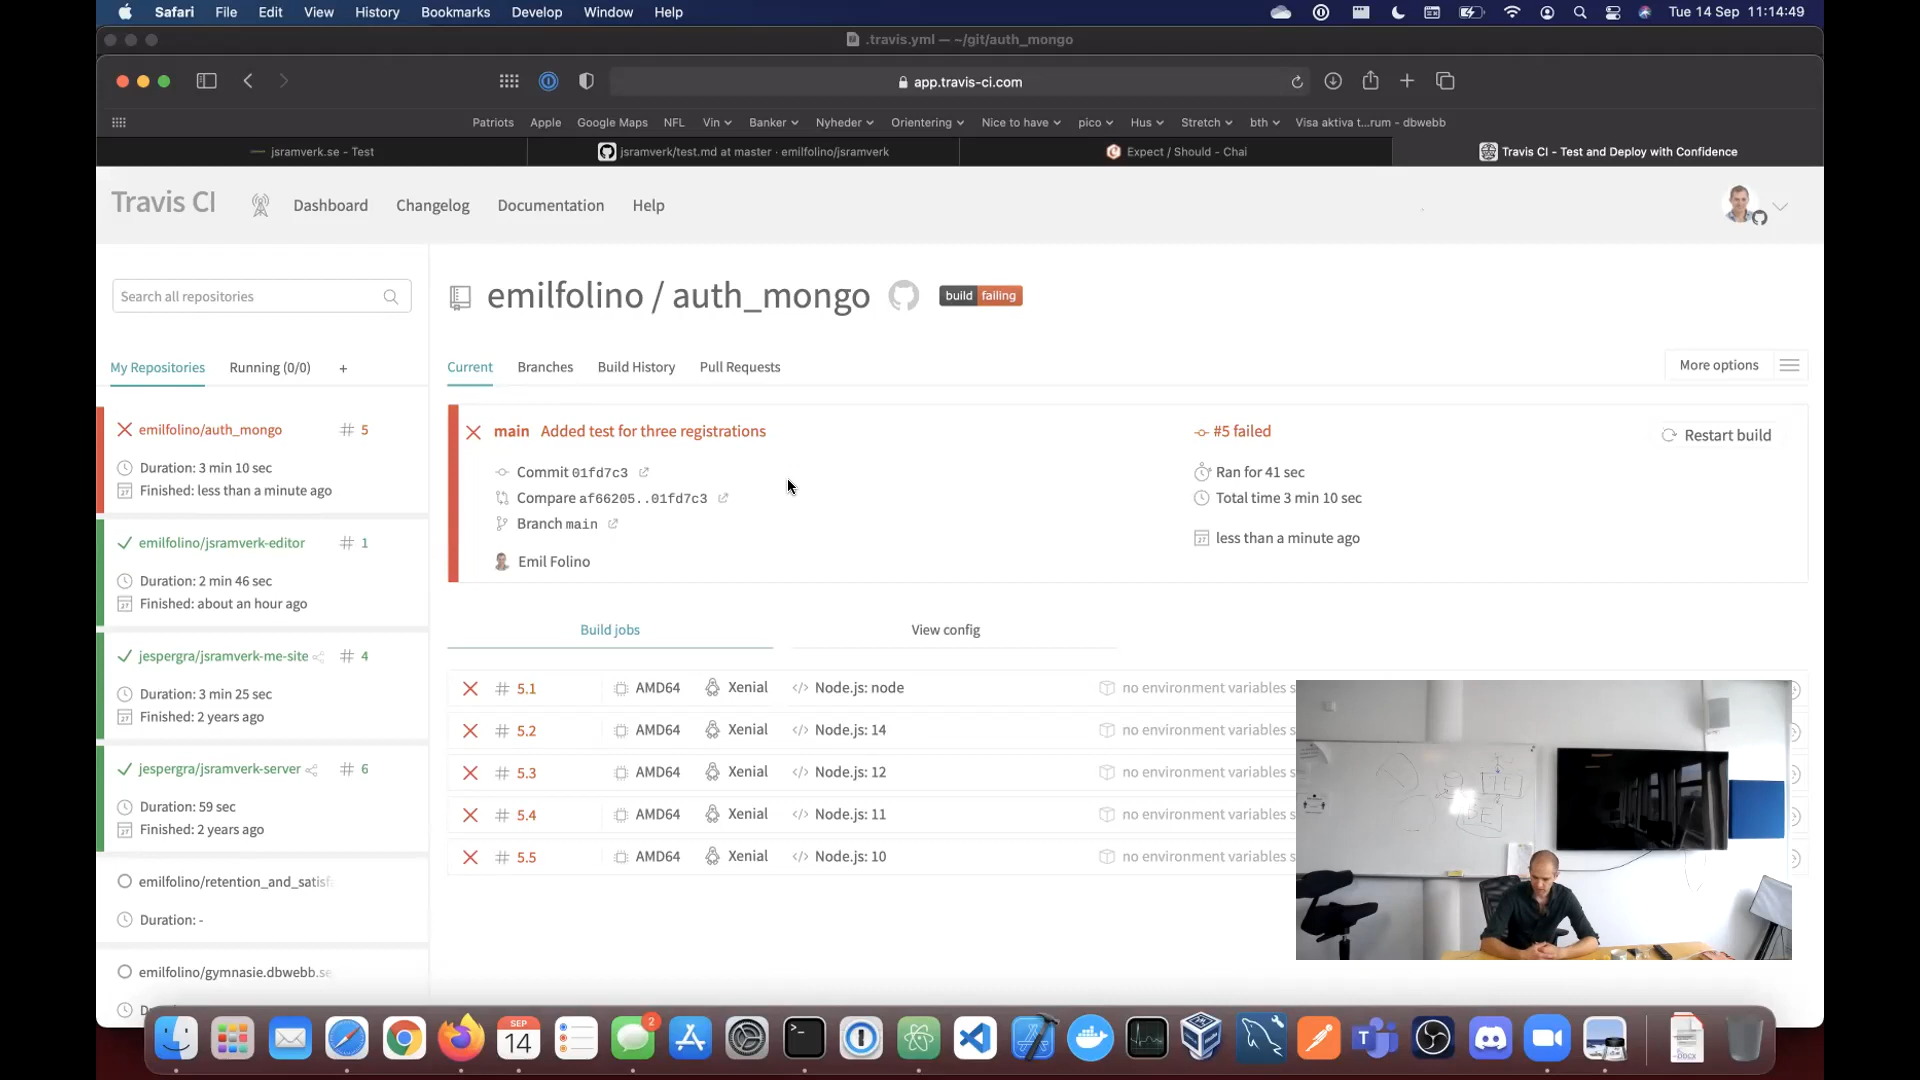 Safari File Edit View History Bookmarks Develop Window Help
Tue 14 Sep 11:14:49
.travis.yml — ~/git/auth_mongo
app.travis-ci.com
Patriots Apple Google Maps NFL Vin Banker Nyheder Orientering Nice to have pico Hus Stretch bth Visa aktiva t...rum - dbwebb
jsramverk.se - Test
jsramverk/test.md at master · emilfolino/jsramverk
Expect / Should - Chai
Travis CI - Test and Deploy with Confidence
Travis CI
Dashboard Changelog Documentation Help
Search all repositories
My Repositories Running (0/0) +
emilfolino/auth_mongo # 5
Duration: 3 min 10 sec
Finished: less than a minute ago
emilfolino/jsramverk-editor # 1
Duration: 2 min 46 sec
Finished: about an hour ago
jespergra/jsramverk-me-site # 4
Duration: 3 min 25 sec
Finished: 2 years ago
jespergra/jsramverk-server # 6
Duration: 59 sec
Finished: 2 years ago
emilfolino/retention_and_satisf
Duration: -
emilfolino/gymnasie.dbwebb.se
emilfolino / auth_mongo
build failing
Current Branches Build History Pull Requests
More options
main Added test for three registrations
Commit 01fd7c3
Compare af66205..01fd7c3
Branch main
Emil Folino
#5 failed
Ran for 41 sec
Total time 3 min 10 sec
less than a minute ago
Restart build
Build jobs View config
# 5.1 AMD64 Xenial Node.js: node no environment variables s
# 5.2 AMD64 Xenial Node.js: 14 no environment variables s
# 5.3 AMD64 Xenial Node.js: 12 no environment variables s
# 5.4 AMD64 Xenial Node.js: 11 no environment variables s
# 5.5 AMD64 Xenial Node.js: 10 no environment variables s
SEP
14
2
DOCX